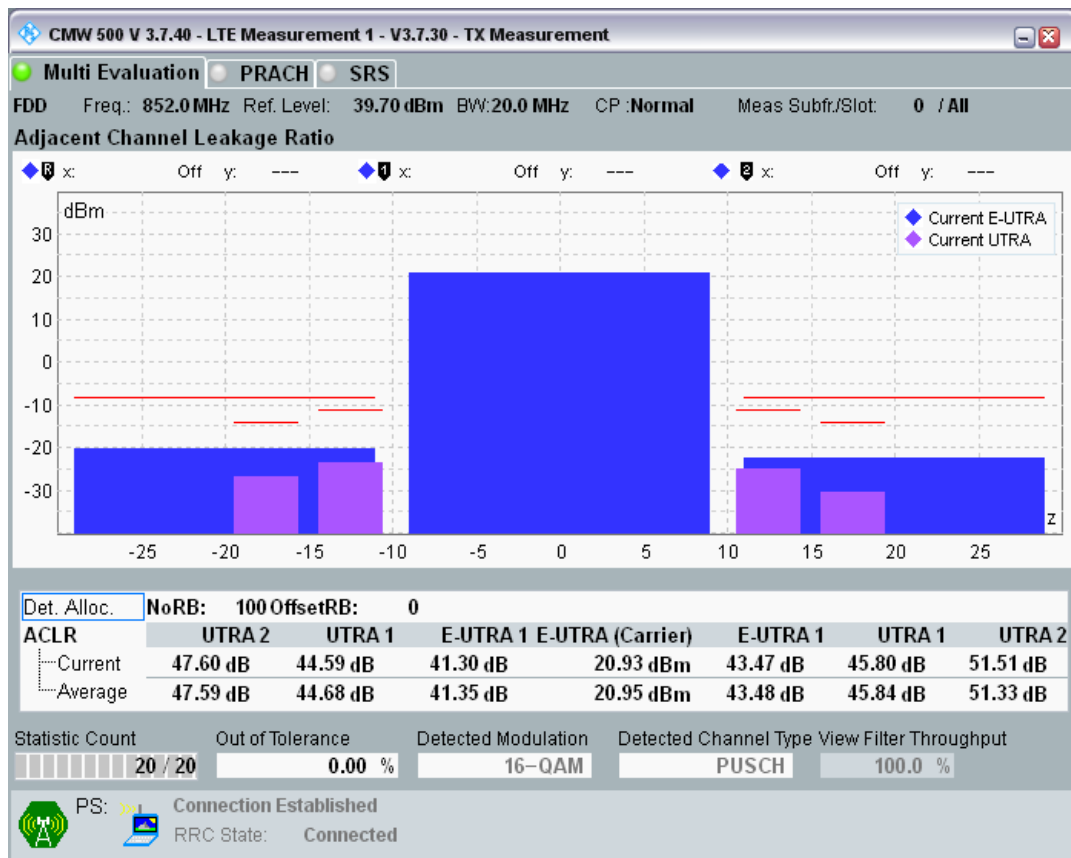 CMW 500 V 3.7.40 - LTE Measurement 1 - V3.7.30 - TX Measurement
Multi Evaluation PRACH SRS
FDD Freq.: 852.0 MHz Ref. Level: 39.70 dBm BW: 20.0 MHz CP :Normal Meas Subfr./Slot: 0 / All
Adjacent Channel Leakage Ratio
R x: Off y: --- 1 x: Off y: --- 2 x: Off y: ---
dBm
Current E-UTRA
Current UTRA
30
20
10
0
-10
-20
-30
z
-25 -20 -15 -10 -5 0 5 10 15 20 25
Det. Alloc. NoRB: 100 OffsetRB: 0
ACLR UTRA 2 UTRA 1 E-UTRA 1 E-UTRA (Carrier) E-UTRA 1 UTRA 1 UTRA 2
Current 47.60 dB 44.59 dB 41.30 dB 20.93 dBm 43.47 dB 45.80 dB 51.51 dB
Average 47.59 dB 44.68 dB 41.35 dB 20.95 dBm 43.48 dB 45.84 dB 51.33 dB
Statistic Count Out of Tolerance Detected Modulation Detected Channel Type View Filter Throughput
20 / 20 0.00 % 16-QAM PUSCH 100.0 %
PS: Connection Established
RRC State: Connected